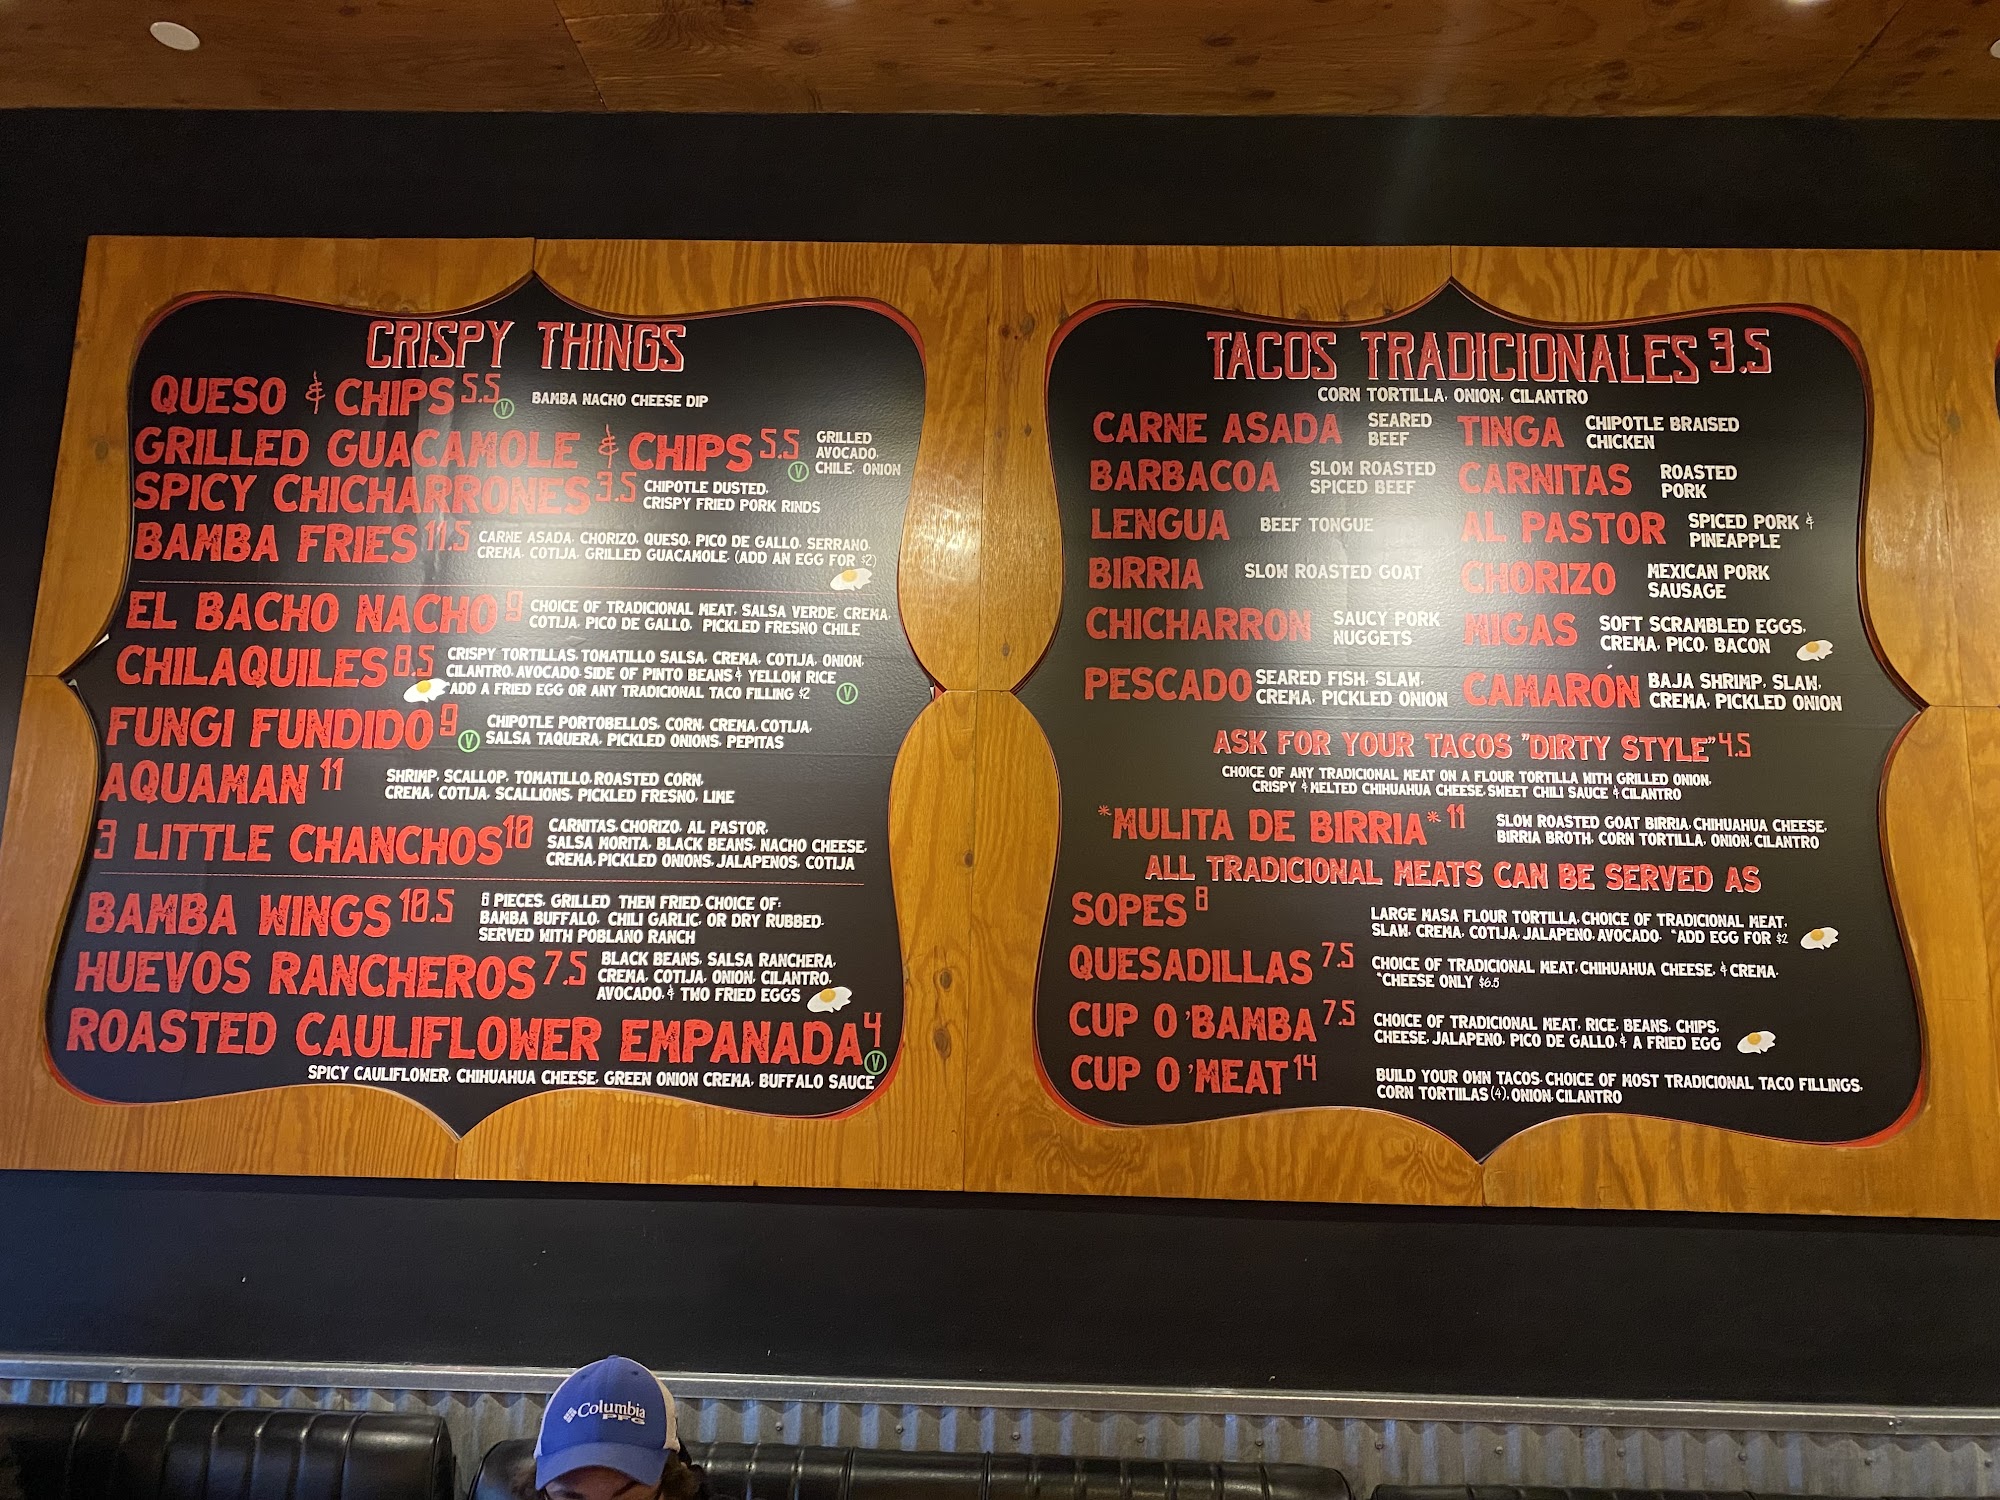 CRISPY THINGS
QUESO & CHIPS 5.5 V BAMBA NACHO CHEESE DIP
GRILLED GUACAMOLE & CHIPS 5.5 V GRILLED
AVOCADO,
CHILE, ONION
SPICY CHICHARRONES 3.5 CHIPOTLE DUSTED,
CRISPY FRIED PORK RINDS
BAMBA FRIES 11.5 CARNE ASADA, CHORIZO, QUESO, PICO DE GALLO, SERRANO,
CREMA, COTIJA, GRILLED GUACAMOLE. (ADD AN EGG FOR $2)
EL BACHO NACHO 9 CHOICE OF TRADICIONAL MEAT, SALSA VERDE, CREMA,
COTIJA, PICO DE GALLO, PICKLED FRESNO CHILE
CHILAQUILES 8.5 CRISPY TORTILLAS, TOMATILLO SALSA, CREMA, COTIJA, ONION,
CILANTRO, AVOCADO, SIDE OF PINTO BEANS & YELLOW RICE
*ADD A FRIED EGG OR ANY TRADICIONAL TACO FILLING $2 V
FUNGI FUNDIDO 9 V CHIPOTLE PORTOBELLOS, CORN, CREMA, COTIJA,
SALSA TAQUERA, PICKLED ONIONS, PEPITAS
AQUAMAN 11 SHRIMP, SCALLOP, TOMATILLO, ROASTED CORN,
CREMA, COTIJA, SCALLIONS, PICKLED FRESNO, LIME
3 LITTLE CHANCHOS 10 CARNITAS, CHORIZO, AL PASTOR,
SALSA MORITA, BLACK BEANS, NACHO CHEESE,
CREMA, PICKLED ONIONS, JALAPENOS, COTIJA
BAMBA WINGS 10.5 8 PIECES, GRILLED THEN FRIED, CHOICE OF:
BAMBA BUFFALO, CHILI GARLIC, OR DRY RUBBED.
SERVED WITH POBLANO RANCH
HUEVOS RANCHEROS 7.5 BLACK BEANS, SALSA RANCHERA,
CREMA, COTIJA, ONION, CILANTRO,
AVOCADO, & TWO FRIED EGGS
ROASTED CAULIFLOWER EMPANADA 4 V
SPICY CAULIFLOWER, CHIHUAHUA CHEESE, GREEN ONION CREMA, BUFFALO SAUCE
TACOS TRADICIONALES 3.5
CORN TORTILLA, ONION, CILANTRO
CARNE ASADA SEARED
BEEF
TINGA CHIPOTLE BRAISED
CHICKEN
BARBACOA SLOW ROASTED
SPICED BEEF
CARNITAS ROASTED
PORK
LENGUA BEEF TONGUE
AL PASTOR SPICED PORK &
PINEAPPLE
BIRRIA SLOW ROASTED GOAT
CHORIZO MEXICAN PORK
SAUSAGE
CHICHARRON SAUCY PORK
NUGGETS
MIGAS SOFT SCRAMBLED EGGS,
CREMA, PICO, BACON
PESCADO SEARED FISH, SLAW,
CREMA, PICKLED ONION
CAMARÓN BAJA SHRIMP, SLAW,
CREMA, PICKLED ONION
ASK FOR YOUR TACOS "DIRTY STYLE" 4.5
CHOICE OF ANY TRADICIONAL MEAT ON A FLOUR TORTILLA WITH GRILLED ONION,
CRISPY & MELTED CHIHUAHUA CHEESE, SWEET CHILI SAUCE & CILANTRO
*MULITA DE BIRRIA* 11 SLOW ROASTED GOAT BIRRIA, CHIHUAHUA CHEESE,
BIRRIA BROTH, CORN TORTILLA, ONION, CILANTRO
ALL TRADICIONAL MEATS CAN BE SERVED AS
SOPES 8 LARGE MASA FLOUR TORTILLA, CHOICE OF TRADICIONAL MEAT,
SLAW, CREMA, COTIJA, JALAPENO, AVOCADO. *ADD EGG FOR $2
QUESADILLAS 7.5 CHOICE OF TRADICIONAL MEAT, CHIHUAHUA CHEESE, & CREMA.
*CHEESE ONLY $6.5
CUP O'BAMBA 7.5 CHOICE OF TRADICIONAL MEAT, RICE, BEANS, CHIPS,
CHEESE, JALAPENO, PICO DE GALLO, & A FRIED EGG
CUP O'MEAT 14 BUILD YOUR OWN TACOS. CHOICE OF MOST TRADICIONAL TACO FILLINGS,
CORN TORTIILAS (4), ONION, CILANTRO
Columbia
PFG